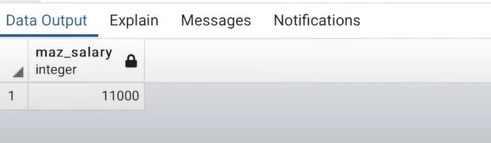 Data Output Explain Messages Notifications
maz_salary
integer
1 11000